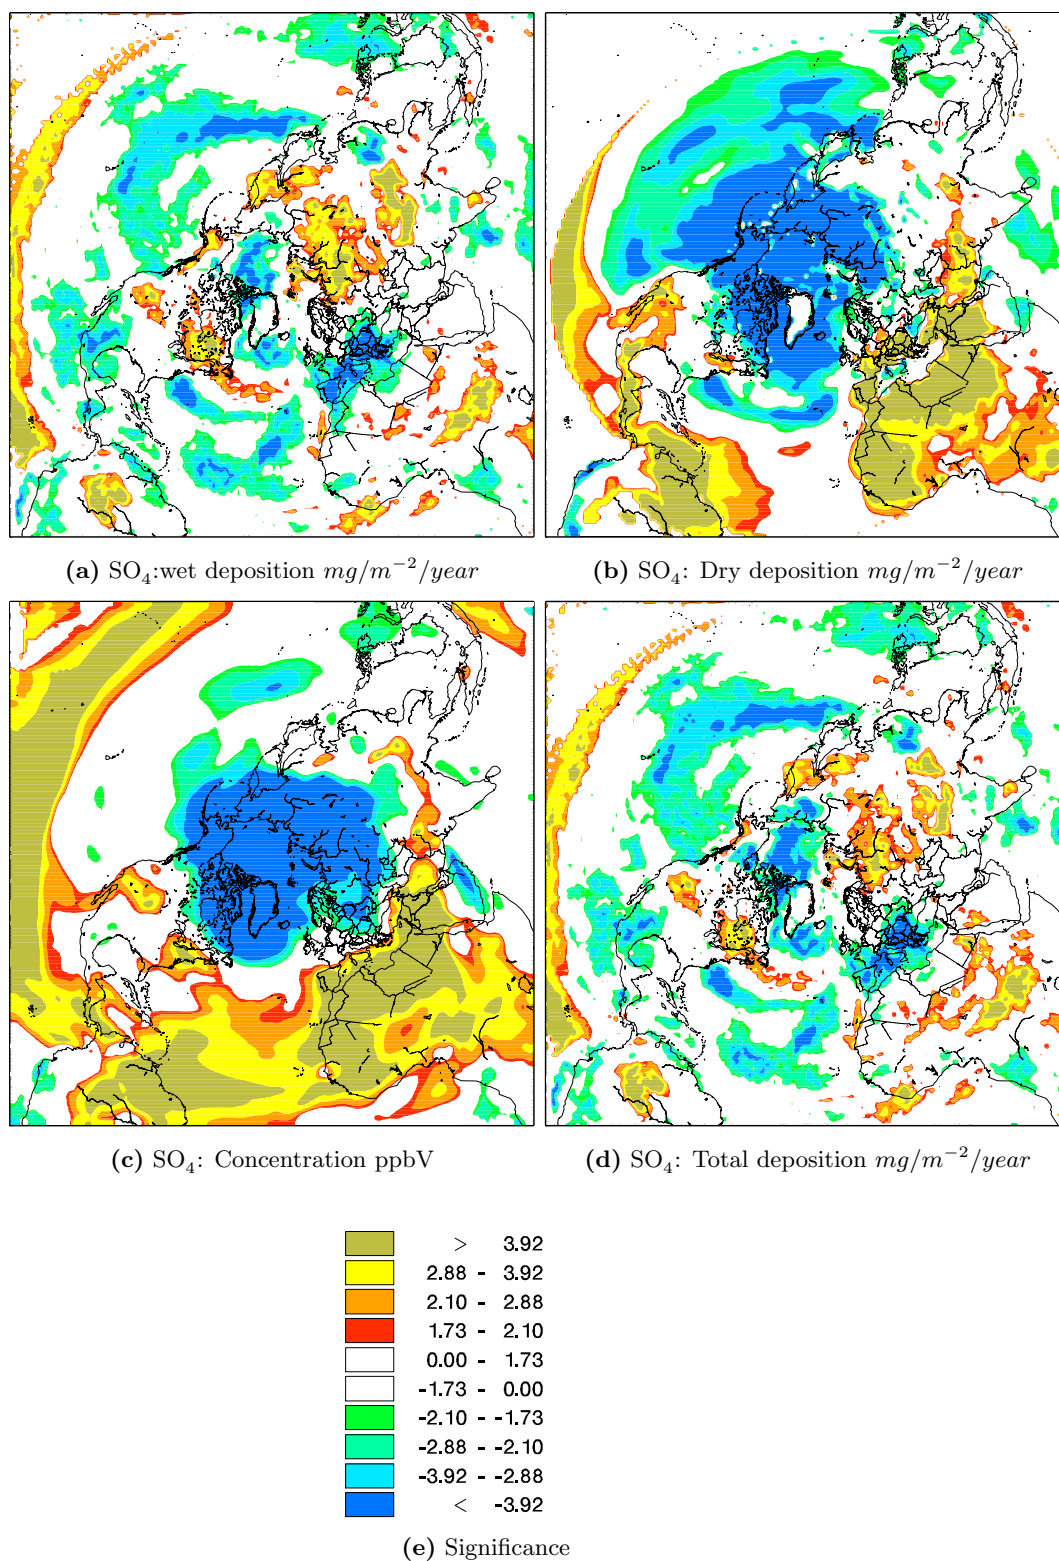 (a) SO₄:wet deposition mg/m⁻²/year
(b) SO₄: Dry deposition mg/m⁻²/year
(c) SO₄: Concentration ppbV
(d) SO₄: Total deposition mg/m⁻²/year
> 3.92
2.88 - 3.92
2.10 - 2.88
1.73 - 2.10
0.00 - 1.73
-1.73 - 0.00
-2.10 - -1.73
-2.88 - -2.10
-3.92 - -2.88
< -3.92
(e) Significance